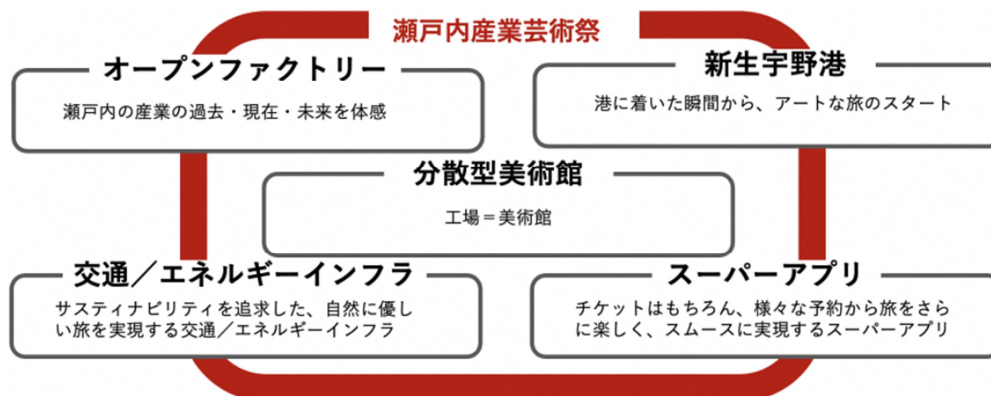 瀬戸内産業芸術祭
オープンファクトリー
瀬戸内の産業の過去・現在・未来を体感
新生宇野港
港に着いた瞬間から、アートな旅のスタート
分散型美術館
工場＝美術館
交通／エネルギーインフラ
サスティナビリティを追求した、自然に優し
い旅を実現する交通／エネルギーインフラ
スーパーアプリ
チケットはもちろん、様々な予約から旅をさら
に楽しく、スムースに実現するスーパーアプリ